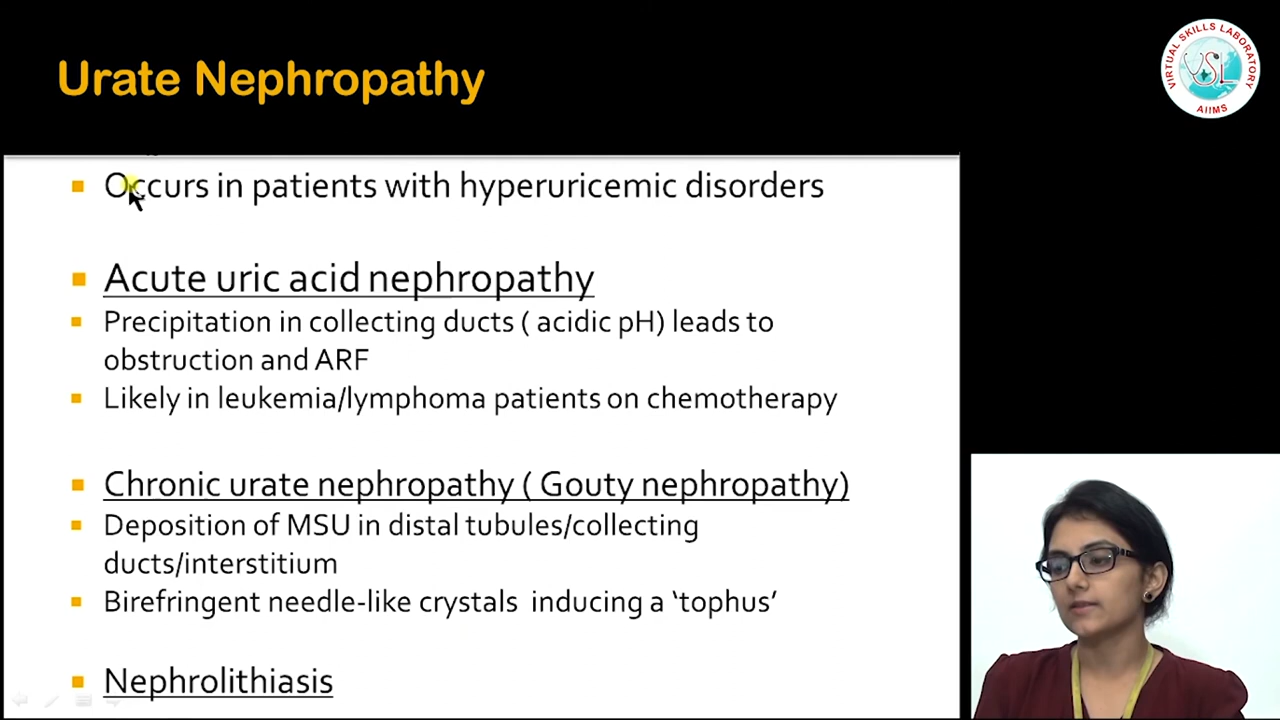 Urate Nephropathy
VIRTUAL SKILLS LABORATORY
VSL
AIIMS
Occurs in patients with hyperuricemic disorders
Acute uric acid nephropathy
Precipitation in collecting ducts ( acidic pH) leads to
obstruction and ARF
Likely in leukemia/lymphoma patients on chemotherapy
Chronic urate nephropathy ( Gouty nephropathy)
Deposition of MSU in distal tubules/collecting
ducts/interstitium
Birefringent needle-like crystals inducing a ‘tophus’
Nephrolithiasis